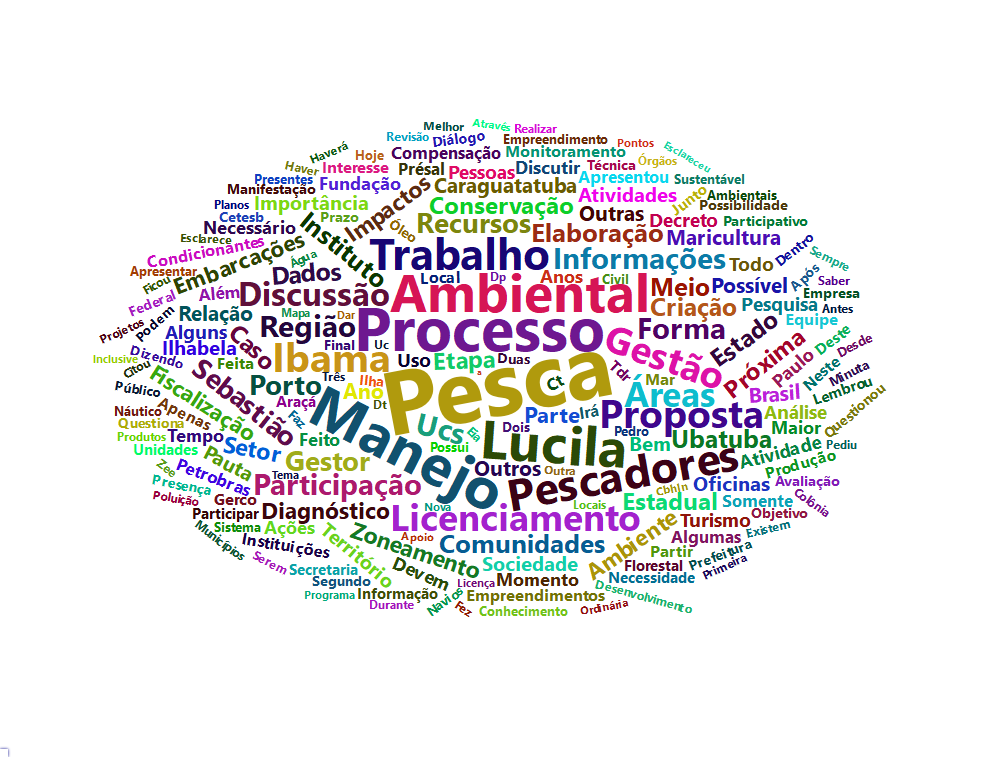 Melhor
Através
Realizar
Revisão
Diálogo
Empreendimento
Pontos
Esclareceu
Haverá
Hoje
Compensação
Monitoramento
Órgãos
Haver
Interesse
Présal
Pessoas
Discutir
Técnica
Apresentou
Sustentável
Presentes
Fundação
Manifestação
Impactos
Caraguatatuba
Atividades
Junto
Ambientais
Planos
Importância
Conservação
Possibilidade
Cetesb
Prazo
Óleo
Recursos
Outras
Decreto
Participativo
Necessário
Instituto
Elaboração
Maricultura
Esclarece
Condicionantes
Embarcações
Água
Trabalho
Informações
Todo
Dentro
Sempre
Apresentar
Ficou
Dados
Local
Dp
Anos
Civil
Meio
Possível
Após
Saber
Federal
Além
Discussão
Ambiental
Criação
Pesquisa
Empresa
Antes
Projetos
Podem
Relação
Mapa
Dar
Processo
Forma
Estado
Equipe
Alguns
Caso
Região
Final
Uc
Gestão
Deste
Desde
Inclusive
Dizendo
Ilhabela
Feita
Ibama
Uso
Etapa
Duas
Próxima
Paulo
Neste
Minuta
Citou
Três
Ilha
Pesca
Ct
Tdr
Mar
Brasil
Lembrou
Público
Fiscalização
Sebastião
Porto
Araçá
Ano
Dt
ª
Áreas
Análise
Questionou
Náutico
Apenas
Faz
Manejo
Ucs
Eia
Parte
Irá
Proposta
Maior
Questiona
Tempo
Feito
Dois
Pedro
Produtos
Unidades
Setor
Possui
Lucila
Bem
Ubatuba
Atividade
Pediu
Zee
Pauta
Gestor
Tema
Outros
Outra
Pescadores
Produção
Presença
Petrobras
Participação
Cbhln
Oficinas
Avaliação
Poluição
Gerco
Nova
Locais
Estadual
Somente
Colônia
Participar
Diagnóstico
Licenciamento
Turismo
Objetivo
Sistema
Ações
Existem
Municípios
Instituições
Território
Zoneamento
Apoio
Comunidades
Ambiente
Algumas
Partir
Prefeitura
Serem
Secretaria
Devem
Sociedade
Florestal
Primeira
Segundo
Licença
Momento
Necessidade
Programa
Informação
Navios
Empreendimentos
Desenvolvimento
Durante
Fez
Conhecimento
Ordinária